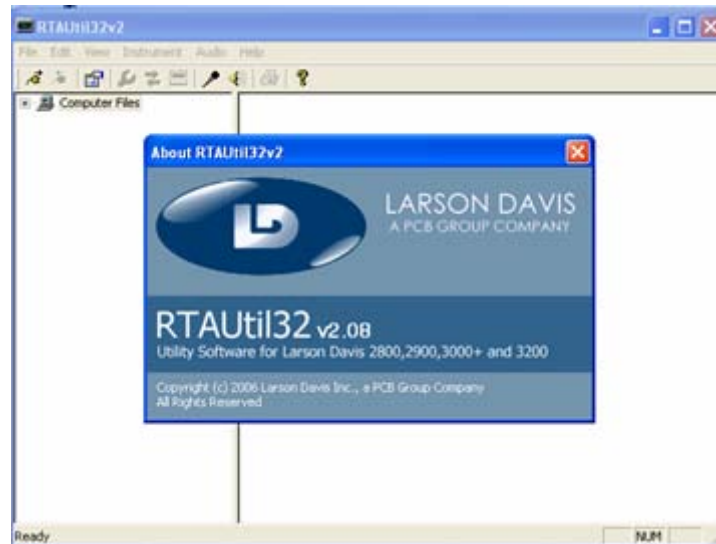 RTAUtil32v2
File Edit View Instrument Audio Help
Computer Files
About RTAUtil32v2
LD
LARSON DAVIS
A PCB GROUP COMPANY
RTAUtil32 v2.08
Utility Software for Larson Davis 2800,2900,3000+ and 3200
Copyright (c) 2006 Larson Davis Inc., a PCB Group Company
All Rights Reserved
Ready NUM